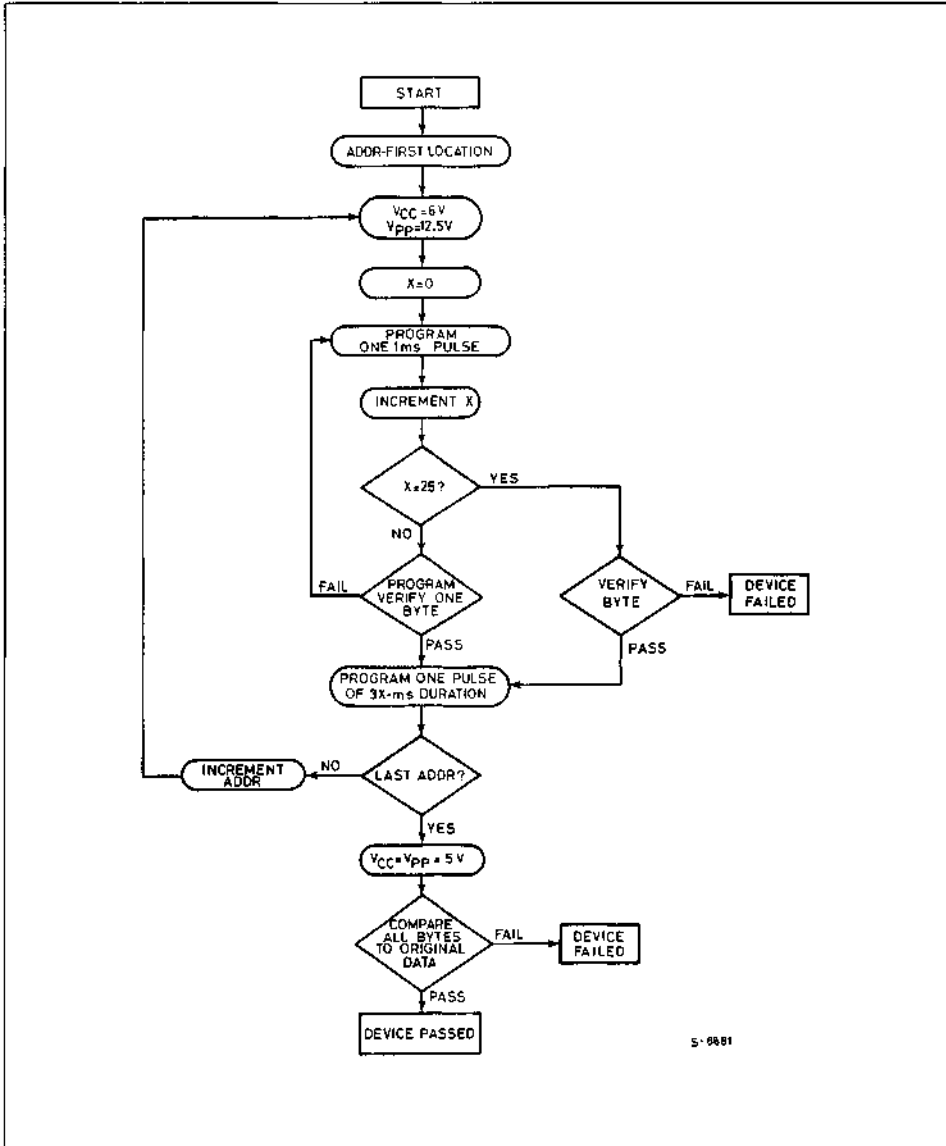 START
ADDR-FIRST LOCATION
VCC=6V
VPP=12.5V
X=0
PROGRAM
ONE 1ms PULSE
INCREMENT X
X=25?
YES
NO
FAIL
PROGRAM
VERIFY ONE
BYTE
VERIFY
BYTE
FAIL
DEVICE
FAILED
PASS
PASS
PROGRAM ONE PULSE
OF 3X-ms DURATION
INCREMENT
ADDR
NO
LAST ADDR?
YES
VCC=VPP=5V
COMPARE
ALL BYTES
TO ORIGINAL
DATA
FAIL
DEVICE
FAILED
PASS
DEVICE PASSED
S-6681